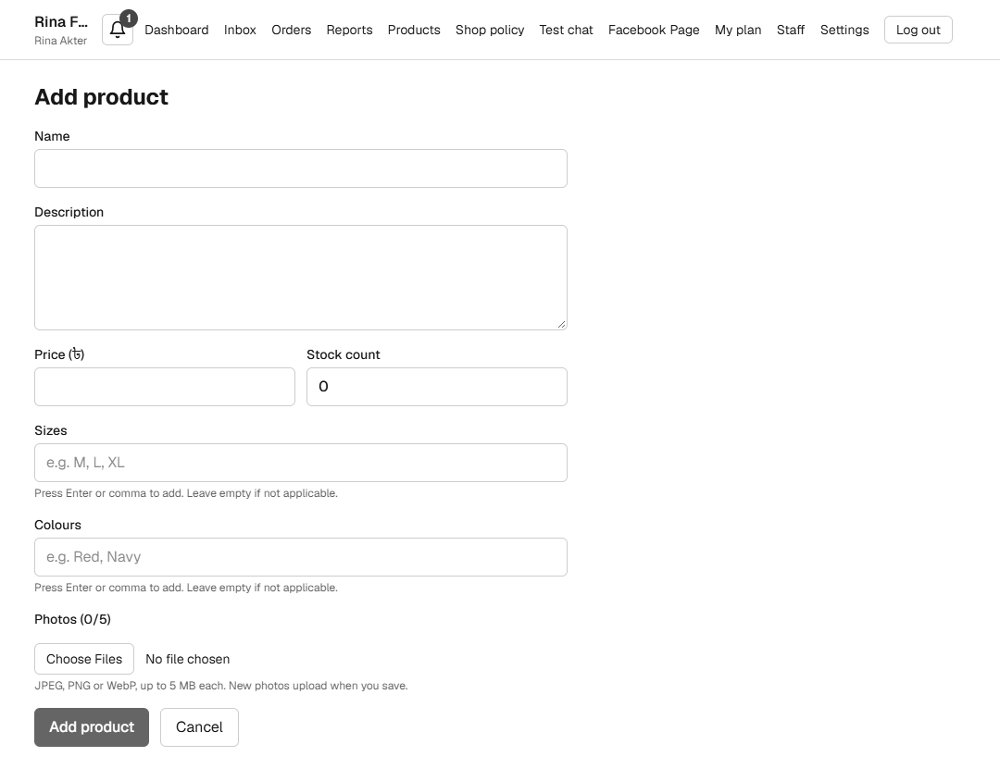 Rina F...
Rina Akter
1
Dashboard Inbox Orders Reports Products Shop policy Test chat Facebook Page My plan Staff Settings Log out
Add product
Name
Description
Price (৳) Stock count
0
Sizes
e.g. M, L, XL
Press Enter or comma to add. Leave empty if not applicable.
Colours
e.g. Red, Navy
Press Enter or comma to add. Leave empty if not applicable.
Photos (0/5)
Choose Files No file chosen
JPEG, PNG or WebP, up to 5 MB each. New photos upload when you save.
Add product Cancel